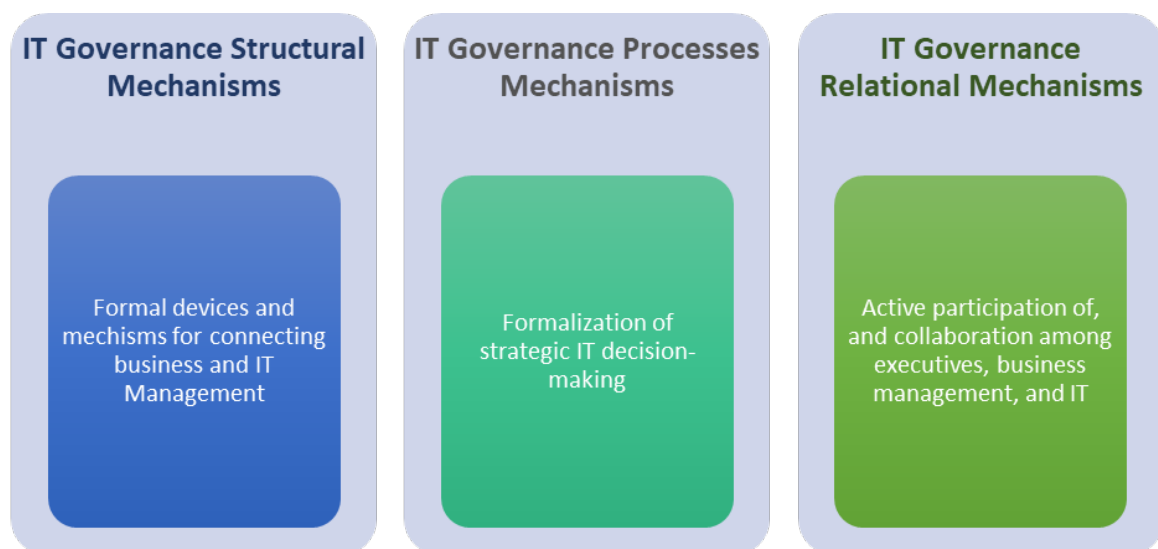 IT Governance Structural
Mechanisms
Formal devices and
mechisms for connecting
business and IT
Management
IT Governance Processes
Mechanisms
Formalization of
strategic IT decision-
making
IT Governance
Relational Mechanisms
Active participation of,
and collaboration among
executives, business
management, and IT